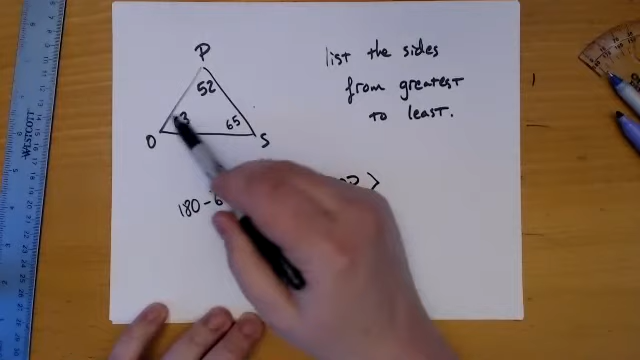 WESTCOTT
P
52
65
O
S
list the sides
from greatest
to least.
180-6
>